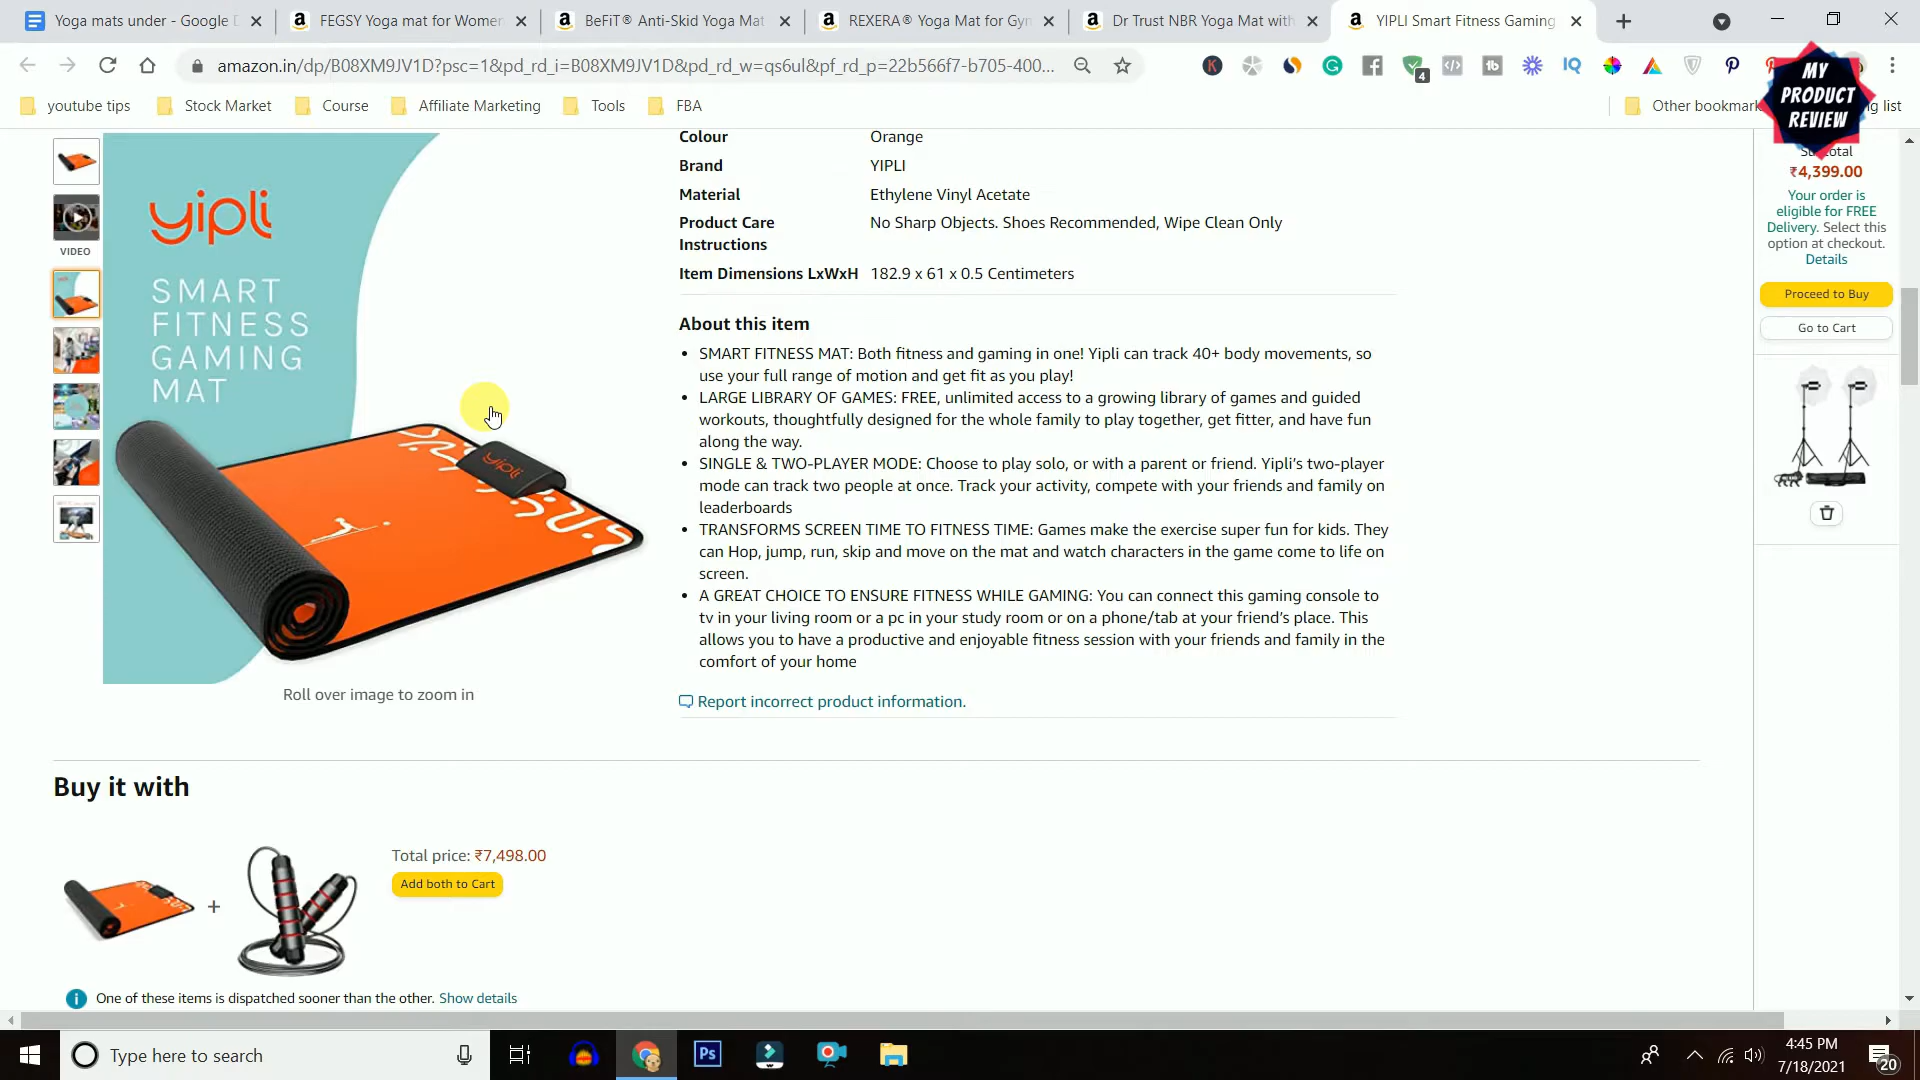 Yoga mats under - Google D
FEGSY Yoga mat for Women
BeFiT® Anti-Skid Yoga Mat
REXERA® Yoga Mat for Gym
Dr Trust NBR Yoga Mat with
YIPLI Smart Fitness Gaming
amazon.in/dp/B08XM9JV1D?psc=1&pd_rd_i=B08XM9JV1D&pd_rd_w=qs6ul&pf_rd_p=22b566f7-b705-400...
youtube tips
Stock Market
Course
Affiliate Marketing
Tools
FBA
MY
PRODUCT
REVIEW
VIDEO
yipli
SMART
FITNESS
GAMING
MAT
yipli
Roll over image to zoom in
Colour Orange
Brand YIPLI
Material Ethylene Vinyl Acetate
Product Care Instructions No Sharp Objects. Shoes Recommended, Wipe Clean Only
Item Dimensions LxWxH 182.9 x 61 x 0.5 Centimeters
About this item
• SMART FITNESS MAT: Both fitness and gaming in one! Yipli can track 40+ body movements, so
use your full range of motion and get fit as you play!
• LARGE LIBRARY OF GAMES: FREE, unlimited access to a growing library of games and guided
workouts, thoughtfully designed for the whole family to play together, get fitter, and have fun
along the way.
• SINGLE & TWO-PLAYER MODE: Choose to play solo, or with a parent or friend. Yipli's two-player
mode can track two people at once. Track your activity, compete with your friends and family on
leaderboards
• TRANSFORMS SCREEN TIME TO FITNESS TIME: Games make the exercise super fun for kids. They
can Hop, jump, run, skip and move on the mat and watch characters in the game come to life on
screen.
• A GREAT CHOICE TO ENSURE FITNESS WHILE GAMING: You can connect this gaming console to
tv in your living room or a pc in your study room or on a phone/tab at your friend's place. This
allows you to have a productive and enjoyable fitness session with your friends and family in the
comfort of your home
Report incorrect product information.
₹4,399.00
Your order is
eligible for FREE
Delivery. Select this
option at checkout.
Details
Proceed to Buy
Go to Cart
Buy it with
+
Total price: ₹7,498.00
Add both to Cart
One of these items is dispatched sooner than the other. Show details
Type here to search
Ps
4:45 PM
7/18/2021
20